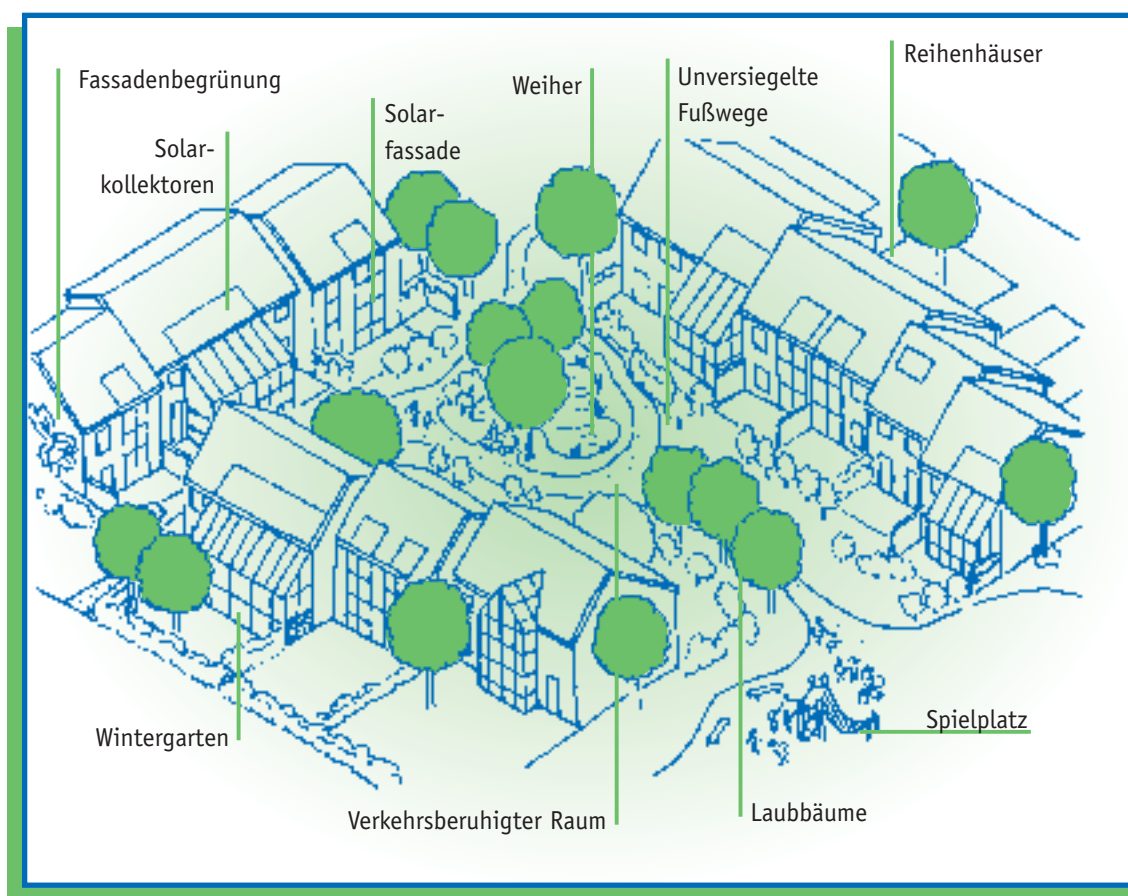 Fassadenbegrünung
Solar-
kollektoren
Solar-
fassade
Weiher
Unversiegelte
Fußwege
Reihenhäuser
Wintergarten
Verkehrsberuhigter Raum
Laubbäume
Spielplatz